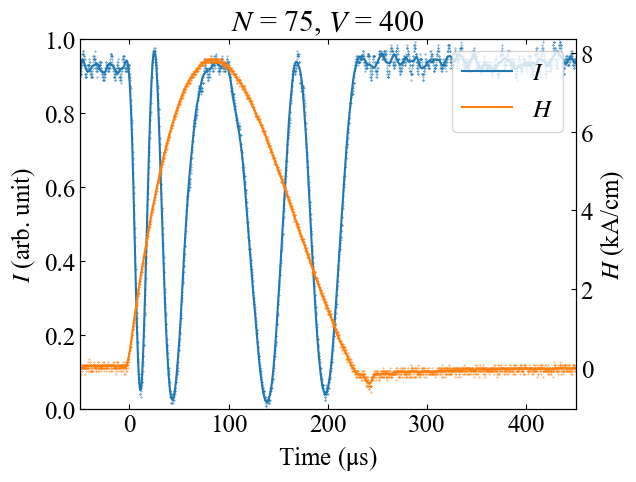 N = 75, V = 400
1.0
0.8
0.6
0.4
0.2
0.0
I (arb. unit)
I
H
8
6
4
2
0
H (kA/cm)
0 100 200 300 400
Time (μs)